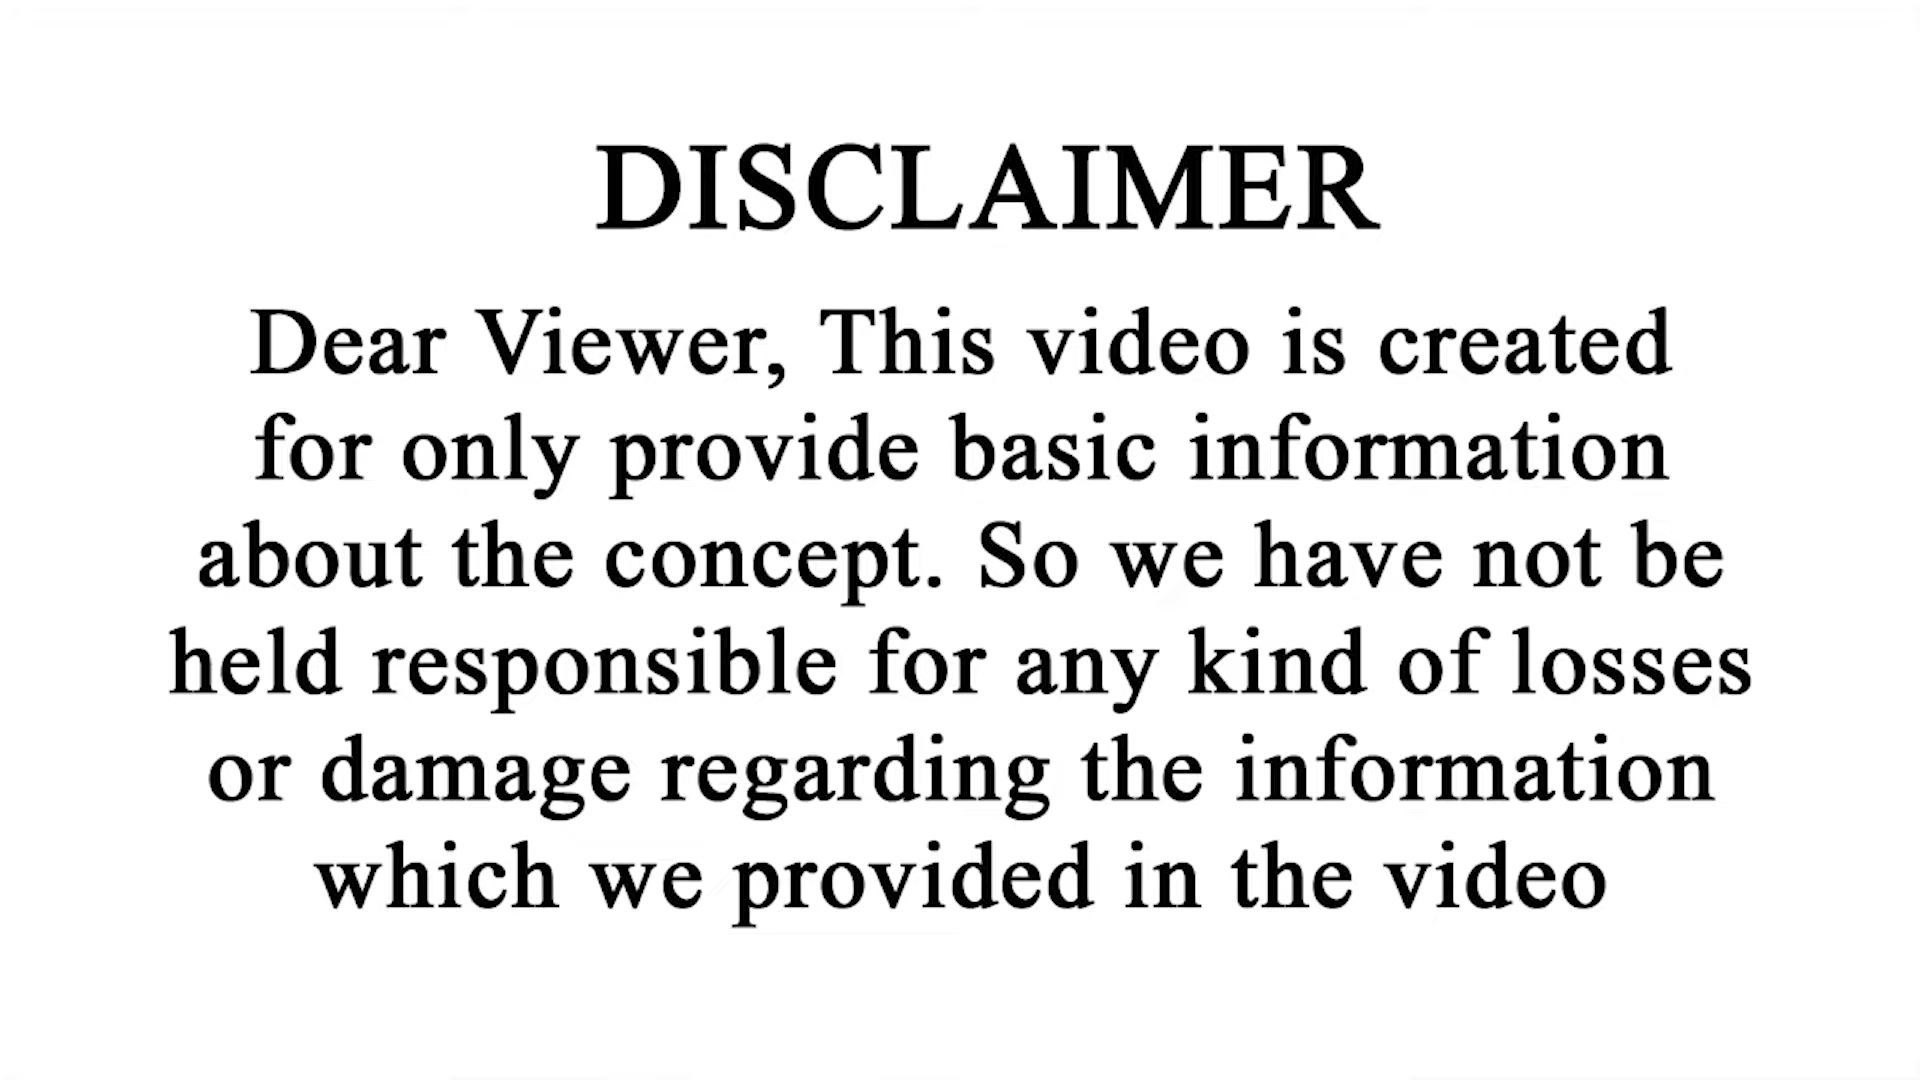 DISCLAIMER
Dear Viewer, This video is created
for only provide basic information
about the concept. So we have not be
held responsible for any kind of losses
or damage regarding the information
which we provided in the video